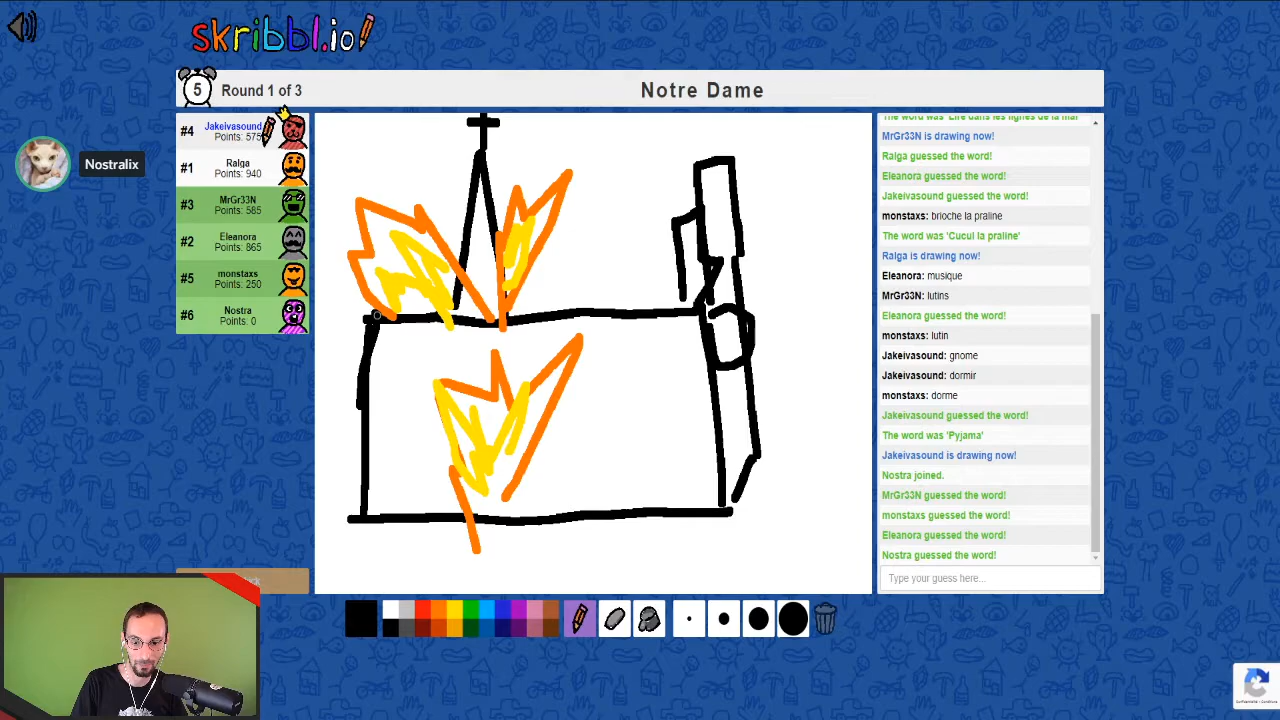 skribbl.io
5
Round 1 of 3
Notre Dame
#4
Jakeivasound
Points: 575
#1
Ralga
Points: 940
#3
MrGr33N
Points: 585
#2
Eleanora
Points: 865
#5
monstaxs
Points: 250
#6
Nostra
Points: 0
Nostralix
MrGr33N is drawing now!
Ralga guessed the word!
Eleanora guessed the word!
Jakeivasound guessed the word!
monstaxs: brioche la praline
The word was 'Cucul la praline'
Ralga is drawing now!
Eleanora: musique
MrGr33N: lutins
Eleanora guessed the word!
monstaxs: lutin
Jakeivasound: gnome
Jakeivasound: dormir
monstaxs: dorme
Jakeivasound guessed the word!
The word was 'Pyjama'
Jakeivasound is drawing now!
Nostra joined.
MrGr33N guessed the word!
monstaxs guessed the word!
Eleanora guessed the word!
Nostra guessed the word!
Type your guess here...